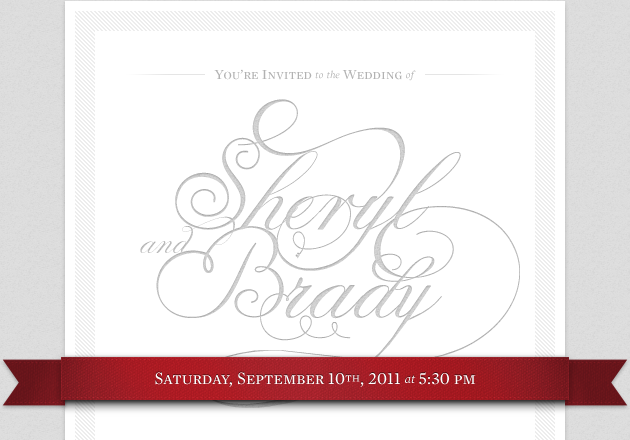 You're Invited to the Wedding of
Sheryl
and
Brady
Saturday, September 10th, 2011 at 5:30 pm